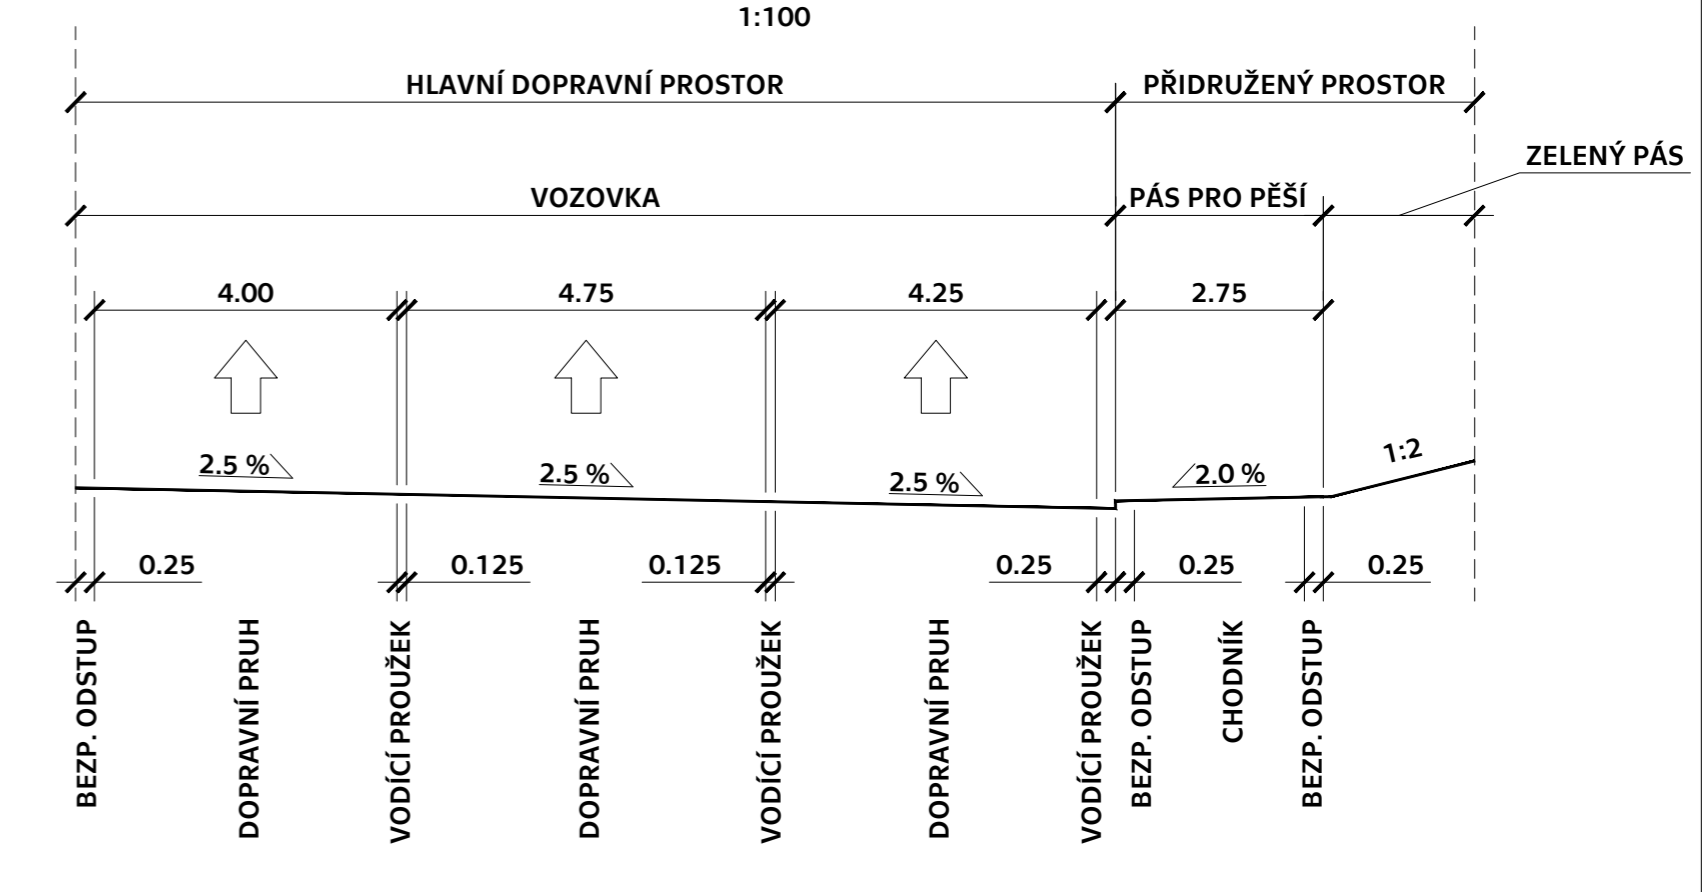 1:100
HLAVNÍ DOPRAVNÍ PROSTOR
PŘIDRUŽENÝ PROSTOR
ZELENÝ PÁS
VOZOVKA
PÁS PRO PĚŠÍ
4.00
4.75
4.25
2.75
2.5 %
2.5 %
2.5 %
2.0 %
1:2
0.25
0.125
0.125
0.25
0.25
0.25
BEZP. ODSTUP
DOPRAVNÍ PRUH
VODÍCÍ PROUŽEK
DOPRAVNÍ PRUH
VODÍCÍ PROUŽEK
DOPRAVNÍ PRUH
VODÍCÍ PROUŽEK
BEZP. ODSTUP
CHODNÍK
BEZP. ODSTUP